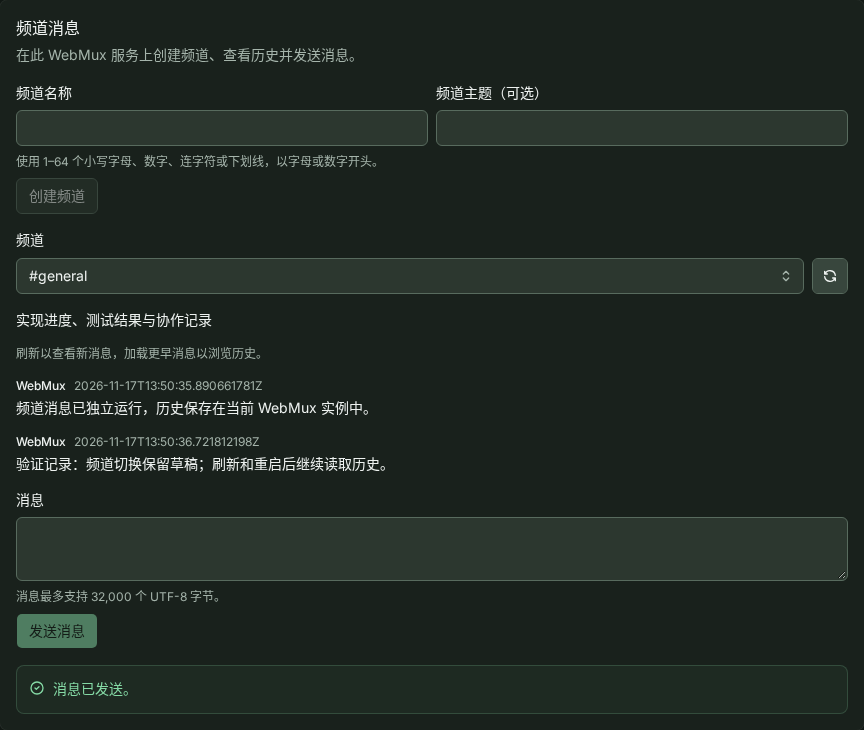 频道消息
在此 WebMux 服务上创建频道、查看历史并发送消息。
频道名称
频道主题（可选）
使用 1–64 个小写字母、数字、连字符或下划线，以字母或数字开头。
创建频道
频道
#general
实现进度、测试结果与协作记录
刷新以查看新消息，加载更早消息以浏览历史。
WebMux 2026-11-17T13:50:35.890661781Z
频道消息已独立运行，历史保存在当前 WebMux 实例中。
WebMux 2026-11-17T13:50:36.721812198Z
验证记录：频道切换保留草稿；刷新和重启后继续读取历史。
消息
消息最多支持 32,000 个 UTF-8 字节。
发送消息
消息已发送。